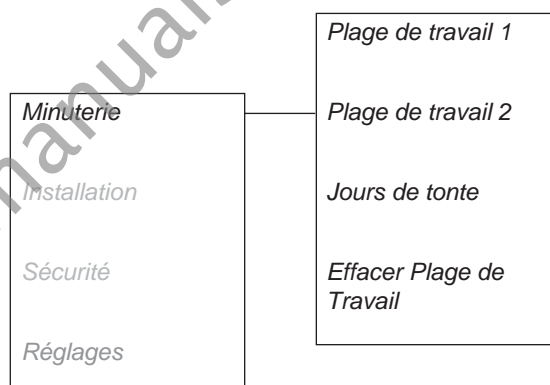 Plage de travail 1
Minuterie
Plage de travail 2
Installation
Jours de tonte
Sécurité
Effacer Plage de
Travail
Réglages
manua